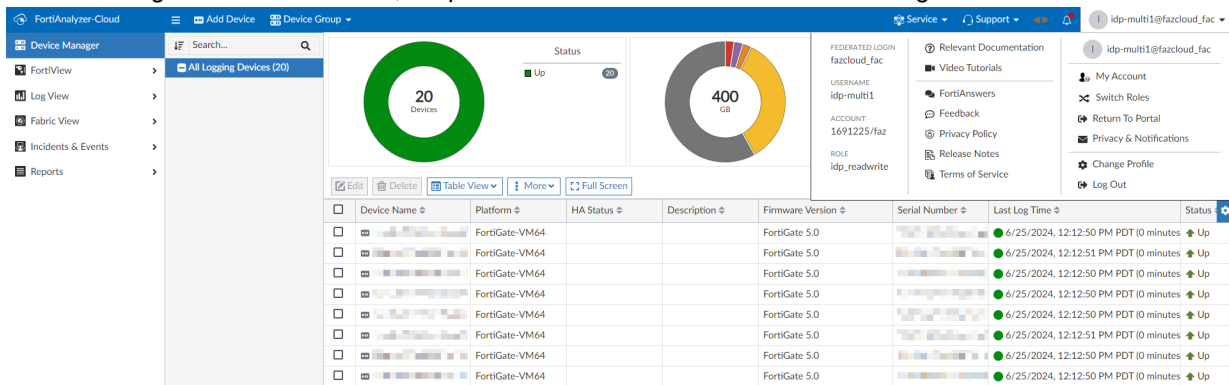 FortiAnalyzer-Cloud
Add Device
Device Group
Service
Support
idp-multi1@fazcloud_fac
Device Manager
FortiView
Log View
Fabric View
Incidents & Events
Reports
Search...
All Logging Devices (20)
20
Devices
Status
Up 20
400
GB
FEDERATED LOGIN
fazcloud_fac
USERNAME
idp-multi1
ACCOUNT
1691225/faz
ROLE
idp_readwrite
Relevant Documentation
Video Tutorials
FortiAnswers
Feedback
Privacy Policy
Release Notes
Terms of Service
I idp-multi1@fazcloud_fac
My Account
Switch Roles
Return To Portal
Privacy & Notifications
Change Profile
Log Out
Edit Delete Table View More Full Screen
Device Name Platform HA Status Description Firmware Version Serial Number Last Log Time Status
FortiGate-VM64 FortiGate 5.0 6/25/2024, 12:12:50 PM PDT (0 minutes Up
FortiGate-VM64 FortiGate 5.0 6/25/2024, 12:12:51 PM PDT (0 minutes Up
FortiGate-VM64 FortiGate 5.0 6/25/2024, 12:12:50 PM PDT (0 minutes Up
FortiGate-VM64 FortiGate 5.0 6/25/2024, 12:12:50 PM PDT (0 minutes Up
FortiGate-VM64 FortiGate 5.0 6/25/2024, 12:12:50 PM PDT (0 minutes Up
FortiGate-VM64 FortiGate 5.0 6/25/2024, 12:12:51 PM PDT (0 minutes Up
FortiGate-VM64 FortiGate 5.0 6/25/2024, 12:12:50 PM PDT (0 minutes Up
FortiGate-VM64 FortiGate 5.0 6/25/2024, 12:12:50 PM PDT (0 minutes Up